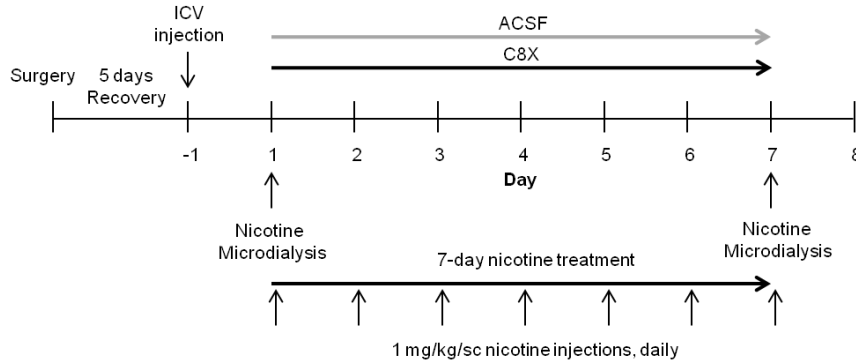 ICV
injection
ACSF
C8X
Surgery
5 days
Recovery
-1
1
2
3
4
5
6
7
8
Day
Nicotine
Microdialysis
Nicotine
Microdialysis
7-day nicotine treatment
1 mg/kg/sc nicotine injections, daily